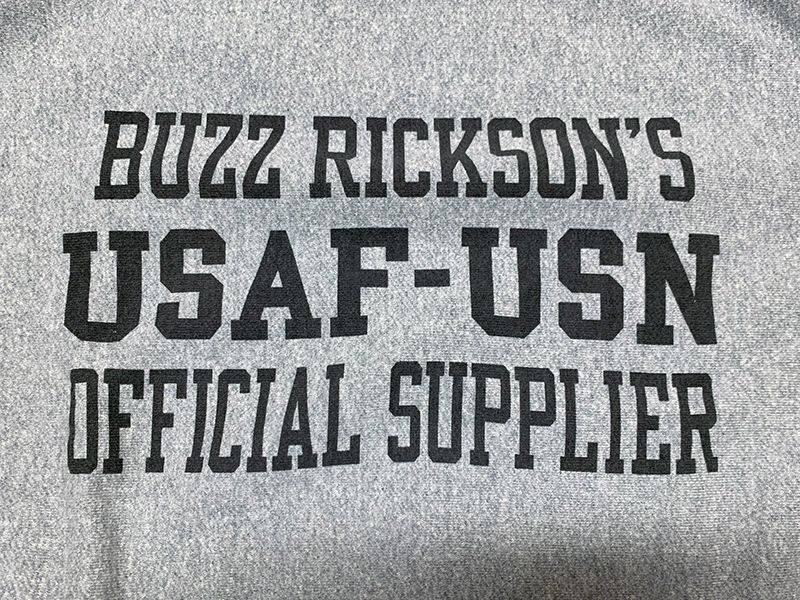 BUZZ RICKSON'S
USAF-USN
OFFICIAL SUPPLIER